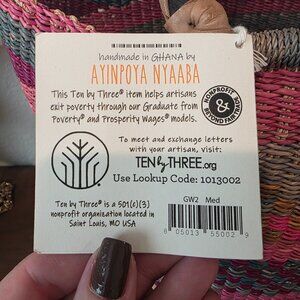 handmade in GHANA by
AYINPOYA NYAABA
This Ten by Three® item helps artisans
exit poverty through our Graduate from
Poverty® and Prosperity Wages® models.
NONPROFIT
&
BEYOND FAIR TRADE
To meet and exchange letters
with your artisan, visit:
TEN by THREE.org
Use Lookup Code: 1013002
Ten by Three® is a 501(c)(3)
nonprofit organization located in
Saint Louis, MO USA
GW2 Med
8 05013 55002 9